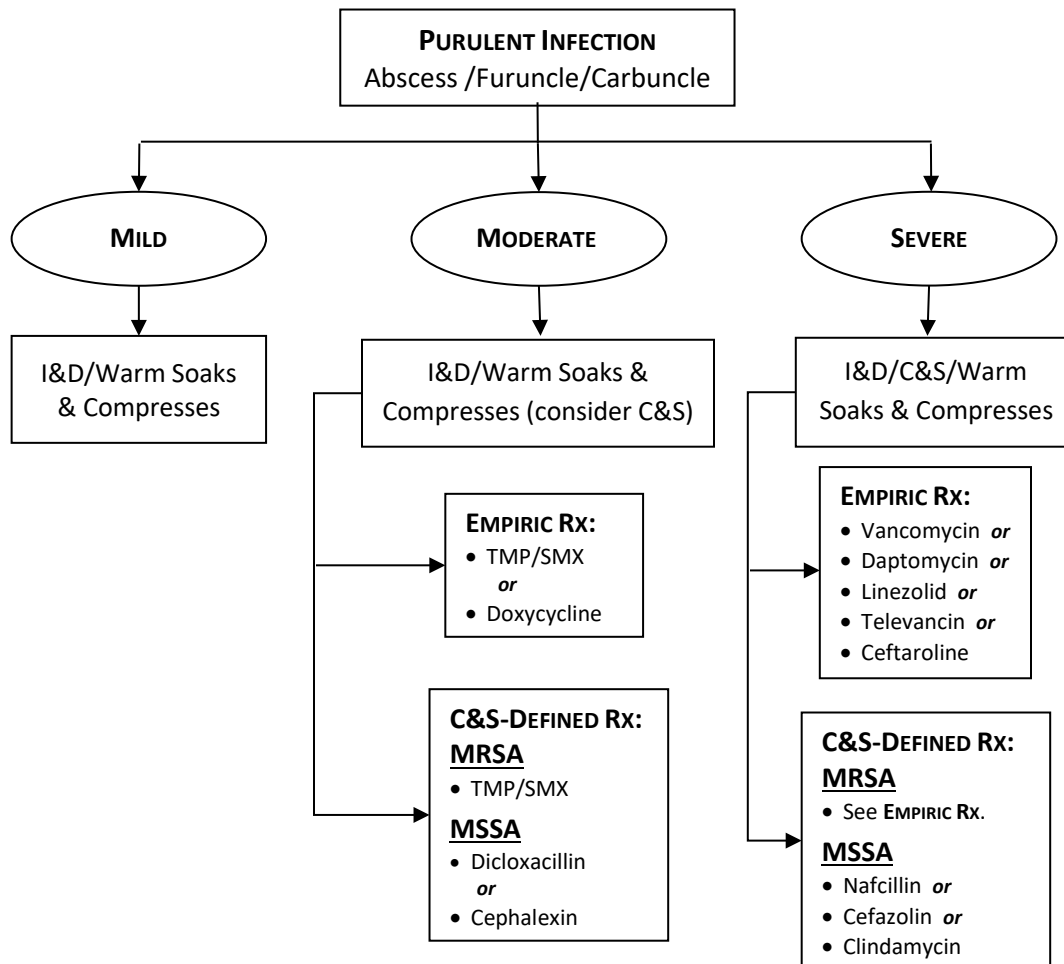 PURULENT INFECTION
Abscess /Furuncle/Carbuncle
MILD
MODERATE
SEVERE
I&D/Warm Soaks
& Compresses
I&D/Warm Soaks &
Compresses (consider C&S)
I&D/C&S/Warm
Soaks & Compresses
EMPIRIC RX:
• TMP/SMX
or
• Doxycycline
EMPIRIC RX:
• Vancomycin or
• Daptomycin or
• Linezolid or
• Televancin or
• Ceftaroline
C&S-DEFINED RX:
MRSA
• TMP/SMX
MSSA
• Dicloxacillin
or
• Cephalexin
C&S-DEFINED RX:
MRSA
• See EMPIRIC RX.
MSSA
• Nafcillin or
• Cefazolin or
• Clindamycin